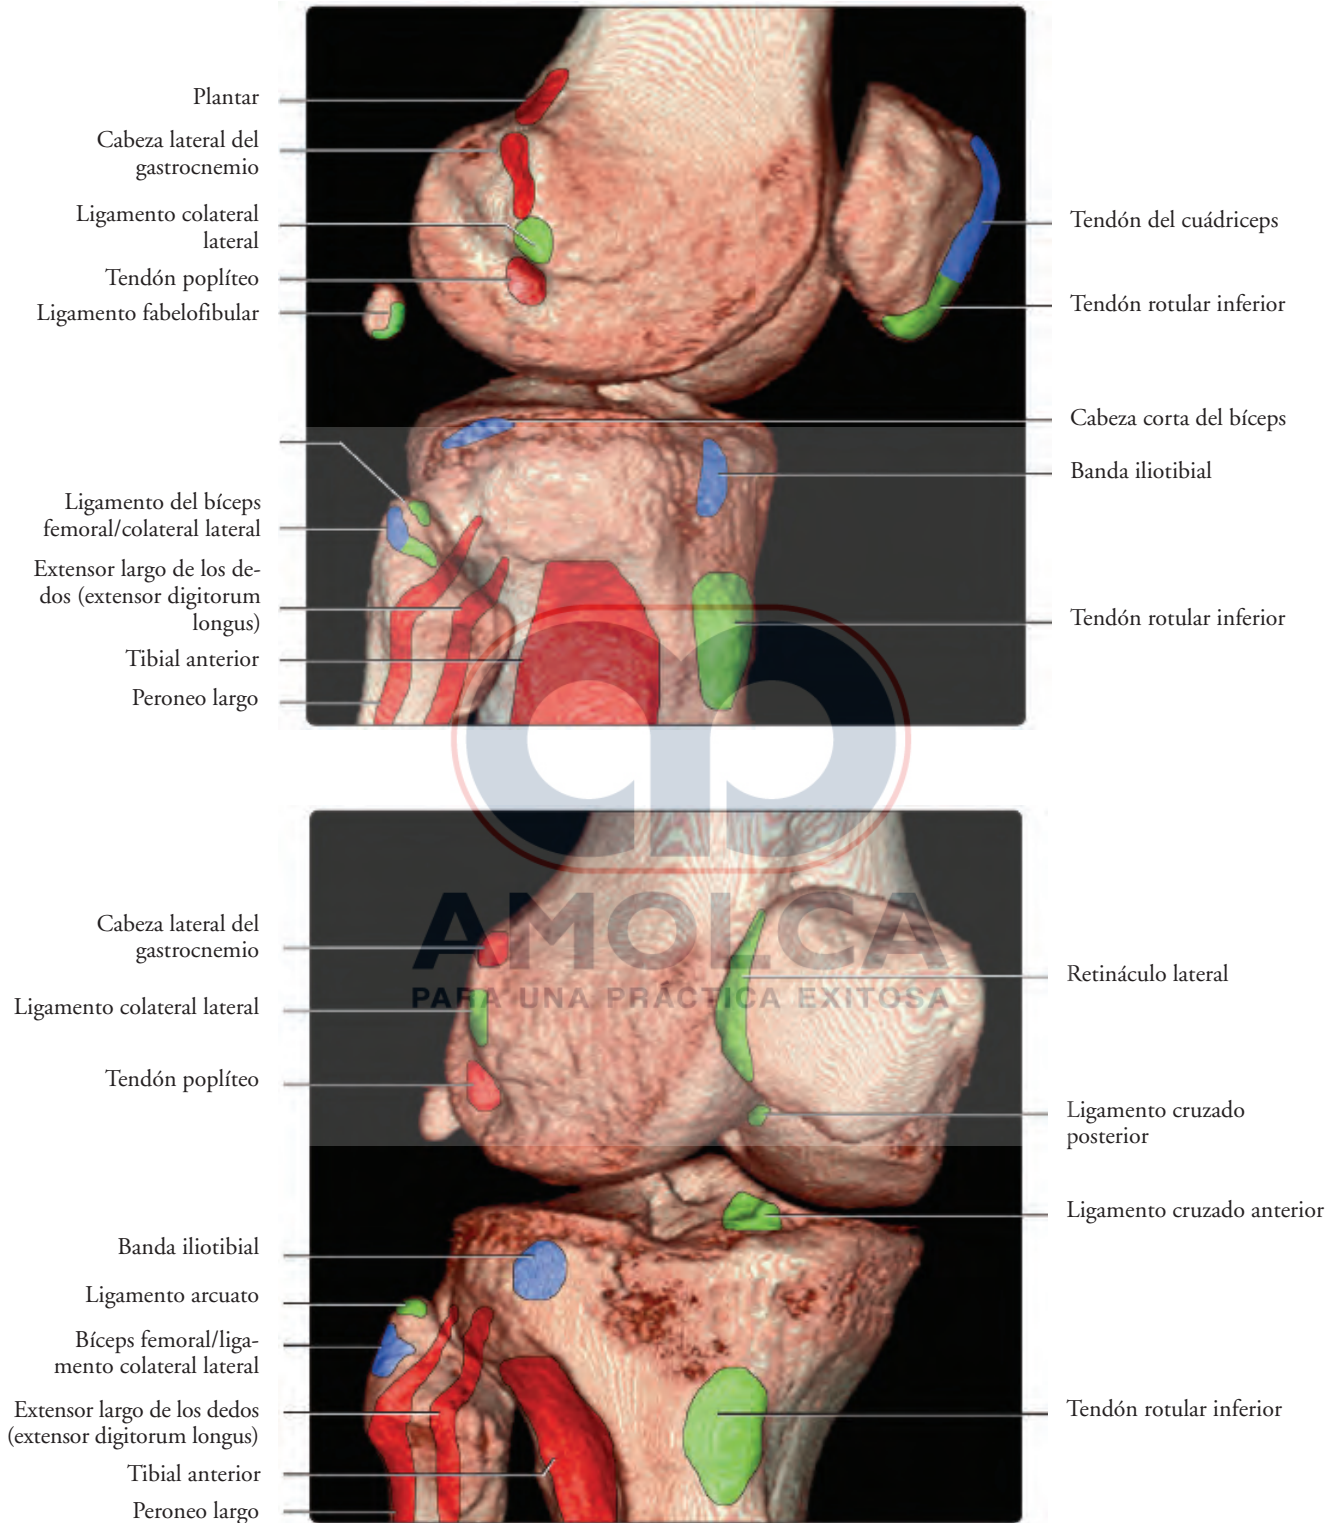 Plantar
Cabeza lateral del
gastrocnemio
Ligamento colateral
lateral
Tendón poplíteo
Ligamento fabelofibular
Ligamento del bíceps
femoral/colateral lateral
Extensor largo de los de-
dos (extensor digitorum
longus)
Tibial anterior
Peroneo largo
Tendón del cuádriceps
Tendón rotular inferior
Cabeza corta del bíceps
Banda iliotibial
Tendón rotular inferior
Cabeza lateral del
gastrocnemio
Ligamento colateral lateral
Tendón poplíteo
Banda iliotibial
Ligamento arcuato
Bíceps femoral/liga-
mento colateral lateral
Extensor largo de los dedos
(extensor digitorum longus)
Tibial anterior
Peroneo largo
Retináculo lateral
Ligamento cruzado
posterior
Ligamento cruzado anterior
Tendón rotular inferior
AMOLCA
PARA UNA PRÁCTICA EXITOSA